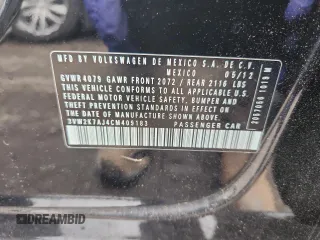 MFD BY VOLKSWAGEN DE MEXICO S.A. DE C.V.
MEXICO 05/12
GVWR 4079 GAWR FRONT 2072 / REAR 2116 LBS
THIS VEHICLE CONFORMS TO ALL APPLICABLE U.S.
FEDERAL MOTOR VEHICLE SAFETY, BUMPER AND
THEFT PREVENTION STANDARDS IN EFFECT ON THE
DATE OF MANUFACTURE SHOWN ABOVE.
3VW2K7AJ4CM409183 PASSENGER CAR
© DREAMBID